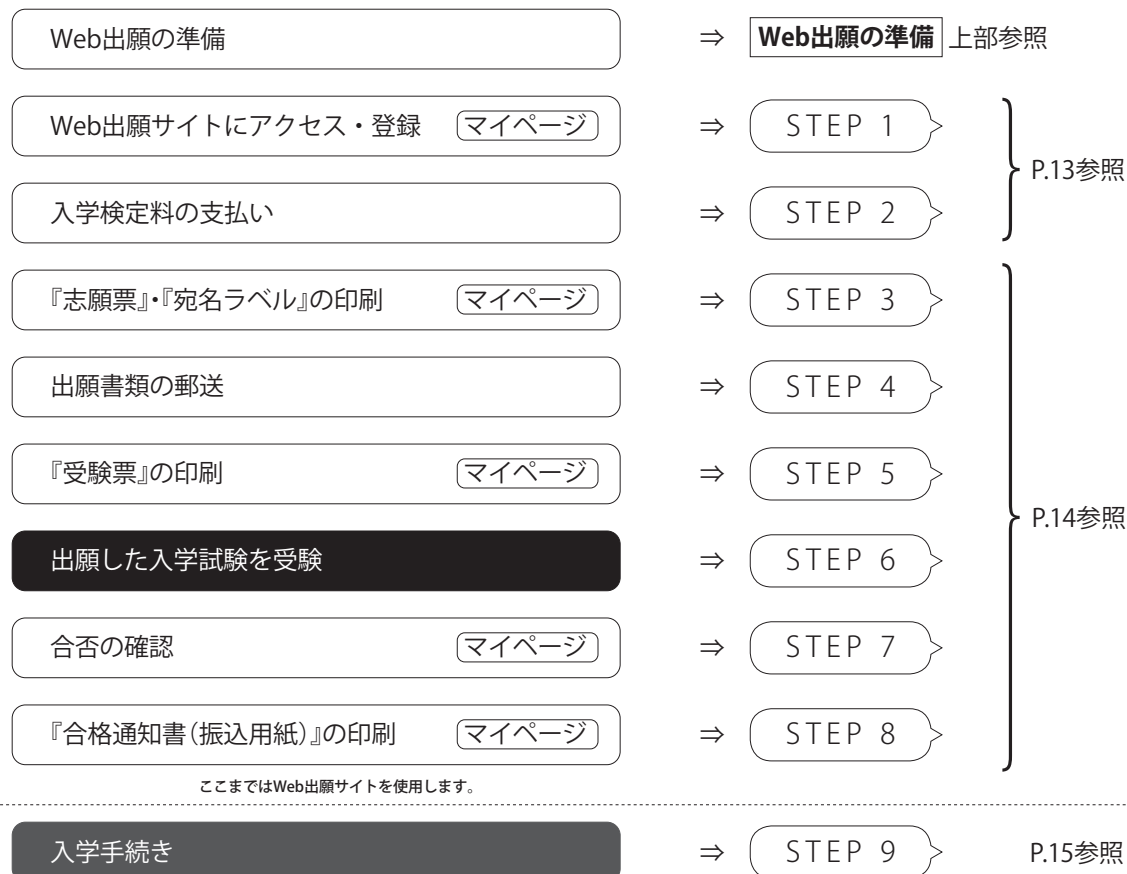 Web出願の準備 ⇒ Web出願の準備 上部参照
Web出願サイトにアクセス・登録 マイページ ⇒ STEP 1
P.13参照
入学検定料の支払い ⇒ STEP 2
『志願票』・『宛名ラベル』の印刷 マイページ ⇒ STEP 3
出願書類の郵送 ⇒ STEP 4
『受験票』の印刷 マイページ ⇒ STEP 5
P.14参照
出願した入学試験を受験 ⇒ STEP 6
合否の確認 マイページ ⇒ STEP 7
『合格通知書(振込用紙)』の印刷 マイページ ⇒ STEP 8
ここまではWeb出願サイトを使用します。
入学手続き ⇒ STEP 9 P.15参照